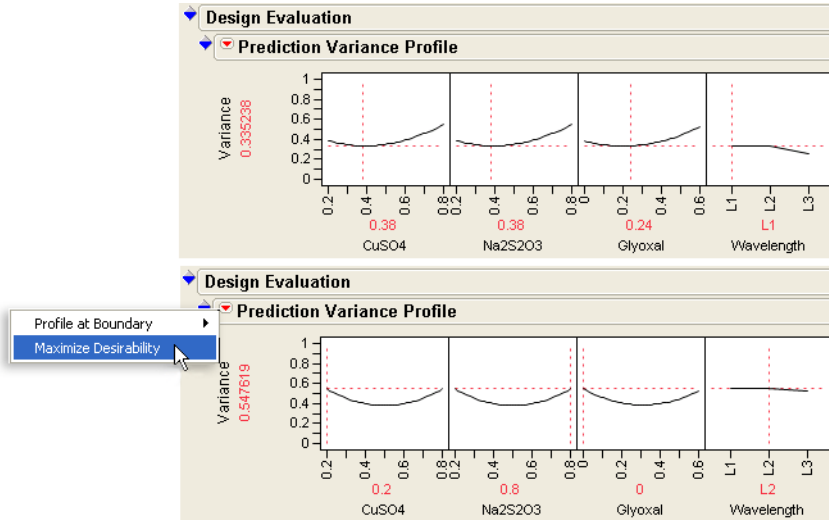 Design Evaluation
Prediction Variance Profile
Variance
0.335238
1
0.8
0.6
0.4
0.2
0
0.2 0.4 0.6 0.8 0.2 0.4 0.6 0.8 0 0.2 0.4 0.6 L1 L2 L3
0.38 0.38 0.24 L1
CuSO4 Na2S2O3 Glyoxal Wavelength
Design Evaluation
Prediction Variance Profile
Profile at Boundary
Maximize Desirability
Variance
0.547619
1
0.8
0.6
0.4
0.2
0
0.2 0.4 0.6 0.8 0.2 0.4 0.6 0.8 0 0.2 0.4 0.6 L1 L2 L3
0.2 0.8 0 L2
CuSO4 Na2S2O3 Glyoxal Wavelength